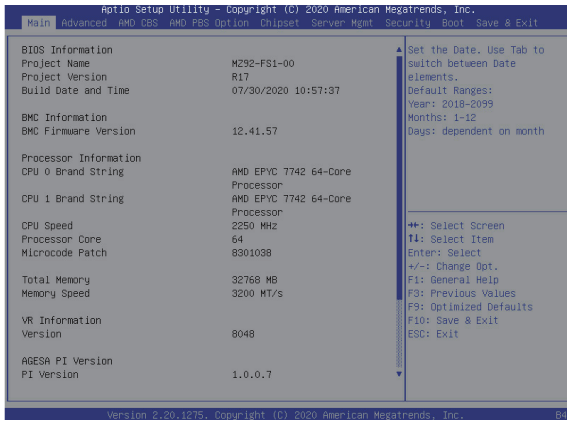 Aptio Setup Utility – Copyright (C) 2020 American Megatrends, Inc.
Main Advanced AMD CBS AMD PBS Option Chipset Server Mgmt Security Boot Save & Exit
BIOS Information
Project Name MZ92-FS1-00
Project Version R17
Build Date and Time 07/30/2020 10:57:37
BMC Information
BMC Firmware Version 12.41.57
Processor Information
CPU 0 Brand String AMD EPYC 7742 64-Core
Processor
CPU 1 Brand String AMD EPYC 7742 64-Core
Processor
CPU Speed 2250 MHz
Processor Core 64
Microcode Patch 8301038
Total Memory 32768 MB
Memory Speed 3200 MT/s
VR Information
Version 8048
AGESA PI Version
PI Version 1.0.0.7
Set the Date. Use Tab to
switch between Date
elements.
Default Ranges:
Year: 2018-2099
Months: 1-12
Days: dependent on month
→←: Select Screen
↑↓: Select Item
Enter: Select
+/-: Change Opt.
F1: General Help
F3: Previous Values
F9: Optimized Defaults
F10: Save & Exit
ESC: Exit
Version 2.20.1275. Copyright (C) 2020 American Megatrends, Inc.
B4